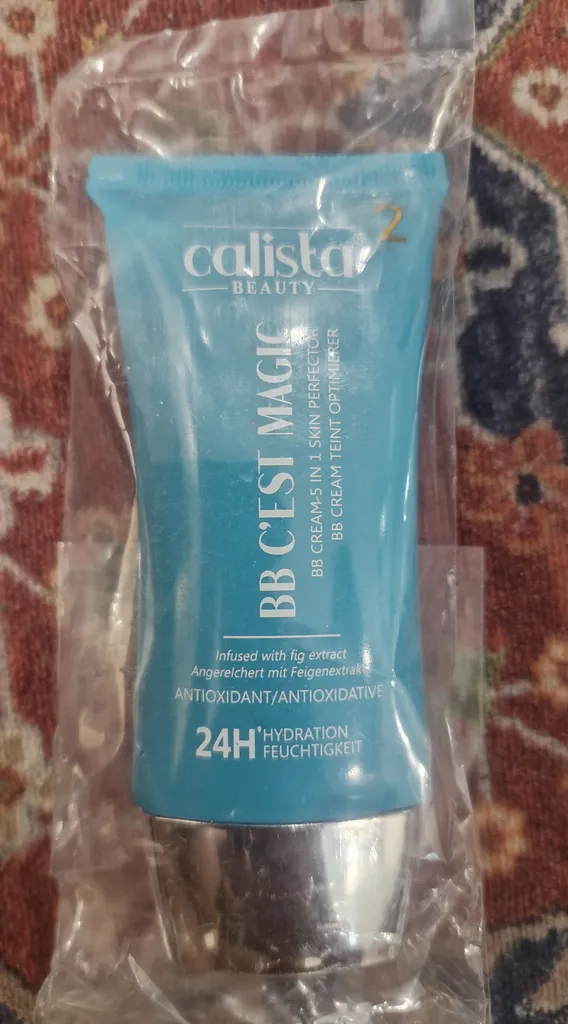 2
calista
BEAUTY
BB C'EST MAGIC
BB CREAM-5 IN 1 SKIN PERFECTOR
BB CREAM TEINT OPTIMIERER
Infused with fig extract
Angereichert mit Feigenextrakt
ANTIOXIDANT/ANTIOXIDATIVE
24H* HYDRATION
FEUCHTIGKEIT